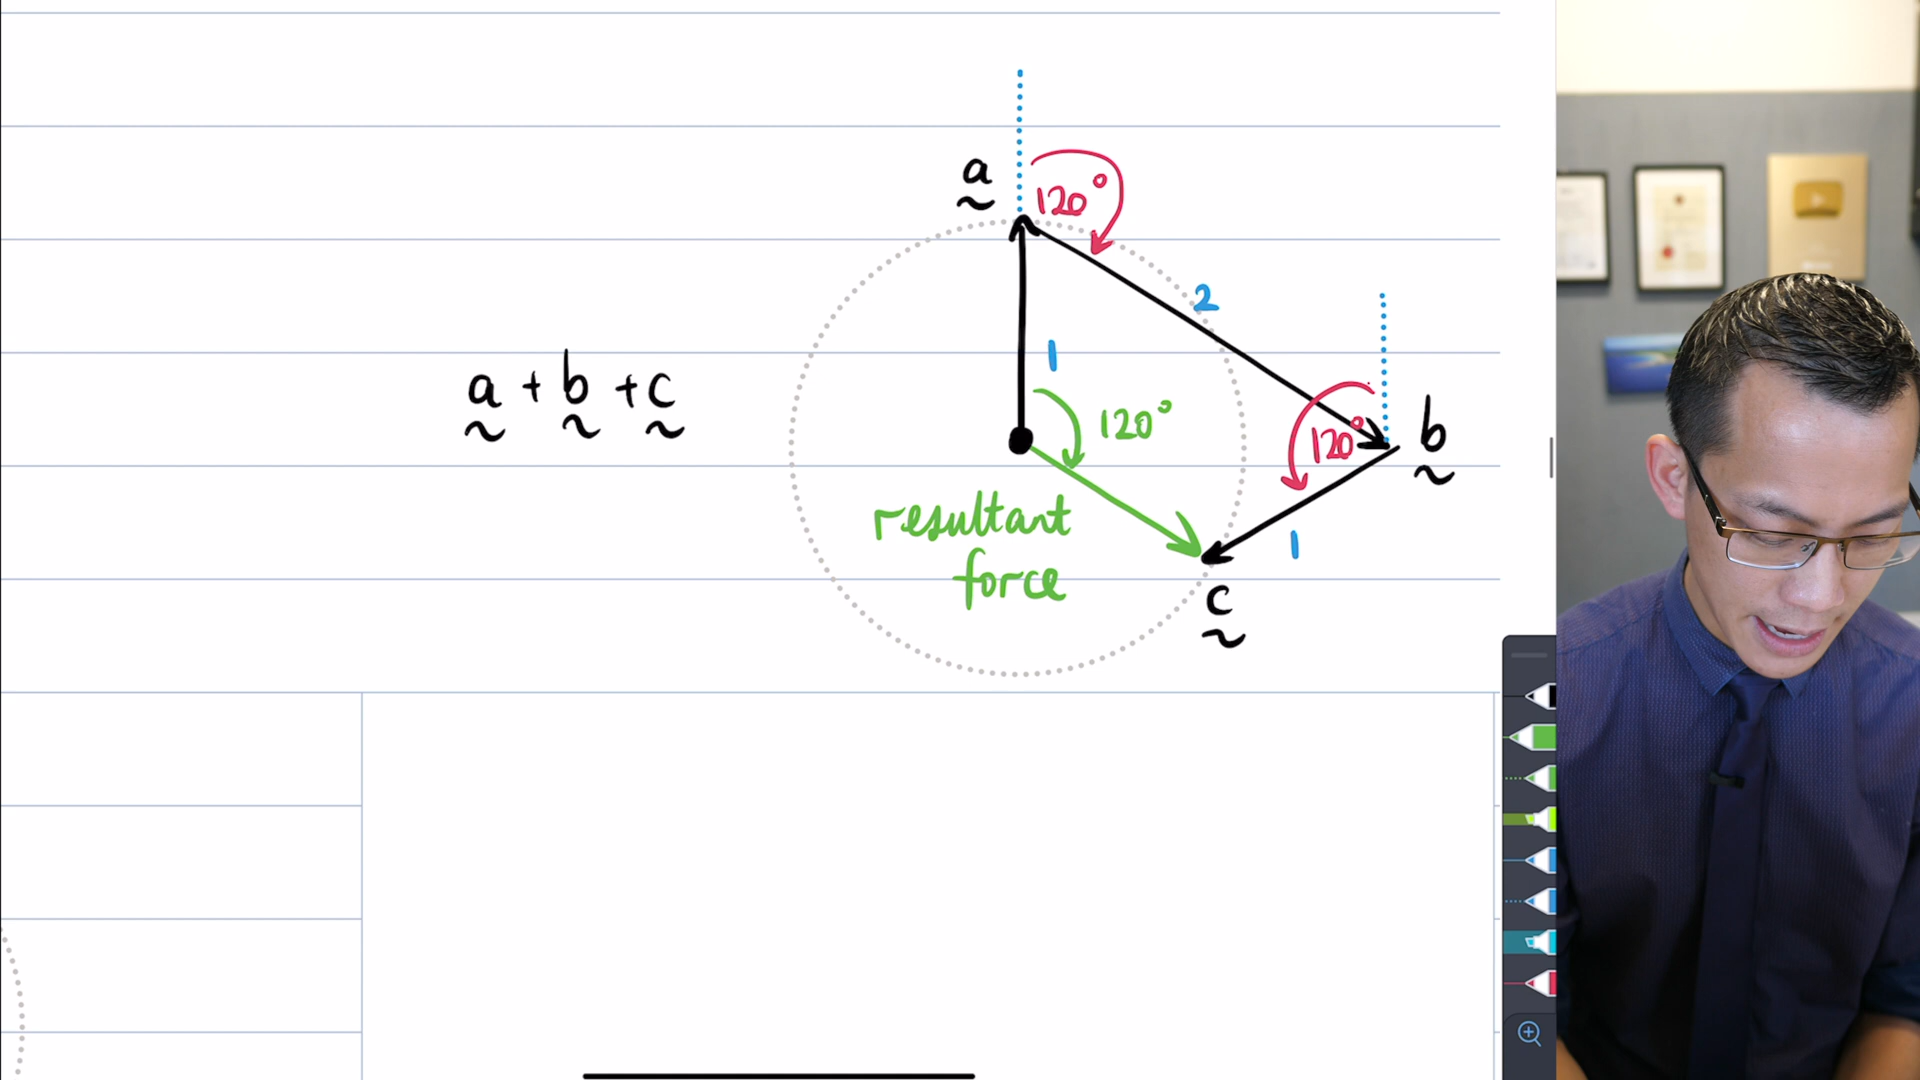 a
120°
2
1
a + b + c
120°
120°
b
resultant
force
1
c